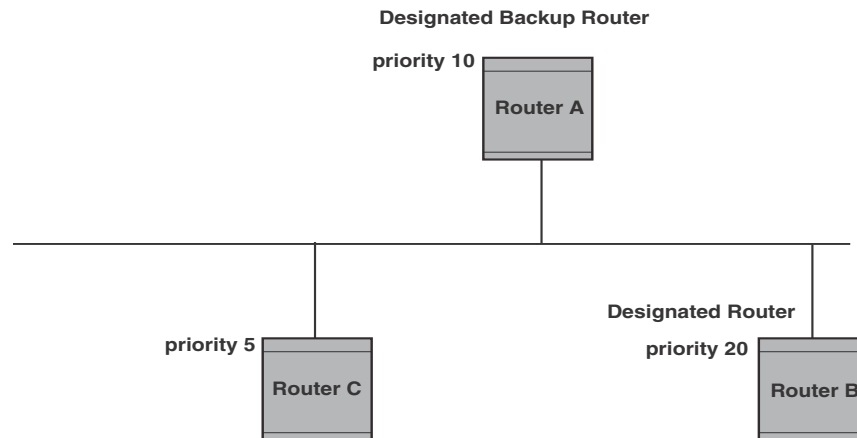 Designated Backup Router
priority 10
Router A
Designated Router
priority 5
priority 20
Router C
Router B